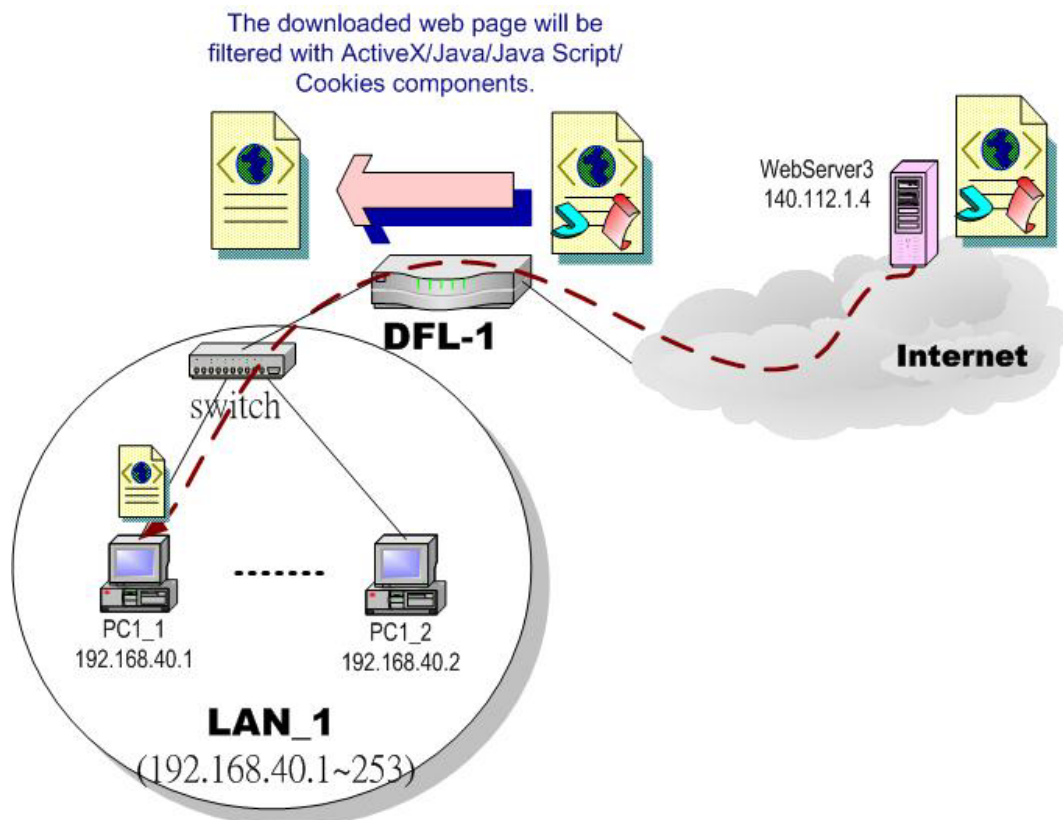 The downloaded web page will be
filtered with ActiveX/Java/Java Script/
Cookies components.
WebServer3
140.112.1.4
DFL-1
Internet
switch
PC1_1
192.168.40.1
PC1_2
192.168.40.2
LAN_1
(192.168.40.1~253)